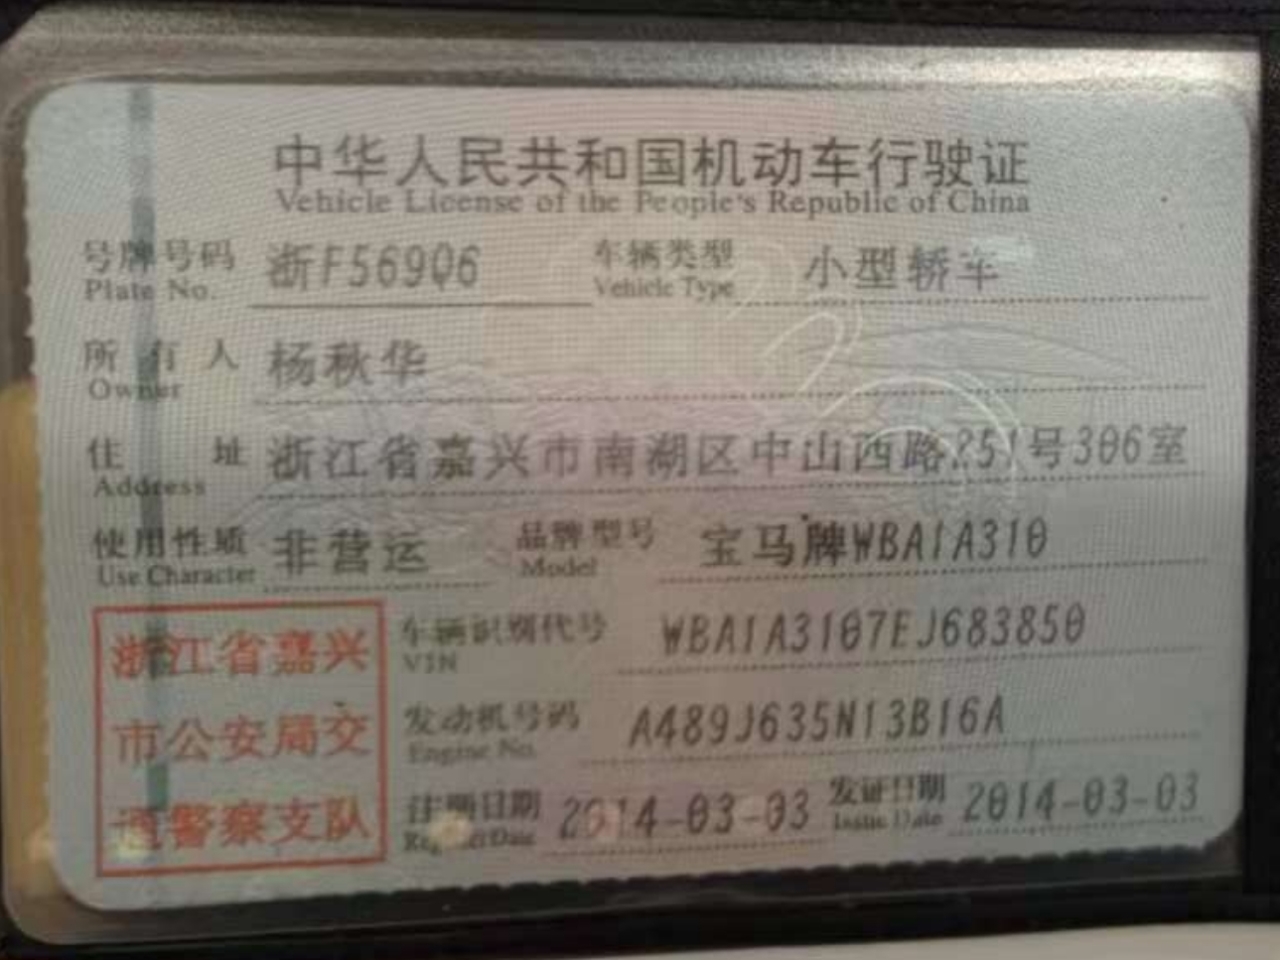 中华人民共和国机动车行驶证
Vehicle License of the People's Republic of China
号牌号码 浙F569Q6 车辆类型 小型轿车
Plate No. Vehicle Type
所有人 杨秋华
Owner
住址 浙江省嘉兴市南湖区中山西路851号306室
Address
使用性质 非营运 品牌型号 宝马牌WBA1A310
Use Character Model
浙江省嘉兴
市公安局交
通警察支队
车辆识别代号 WBA1A3107EJ683850
VIN
发动机号码 A489J635N13B16A
Engine No.
注册日期 2014-03-03 发证日期 2014-03-03
Register Date Issue Date